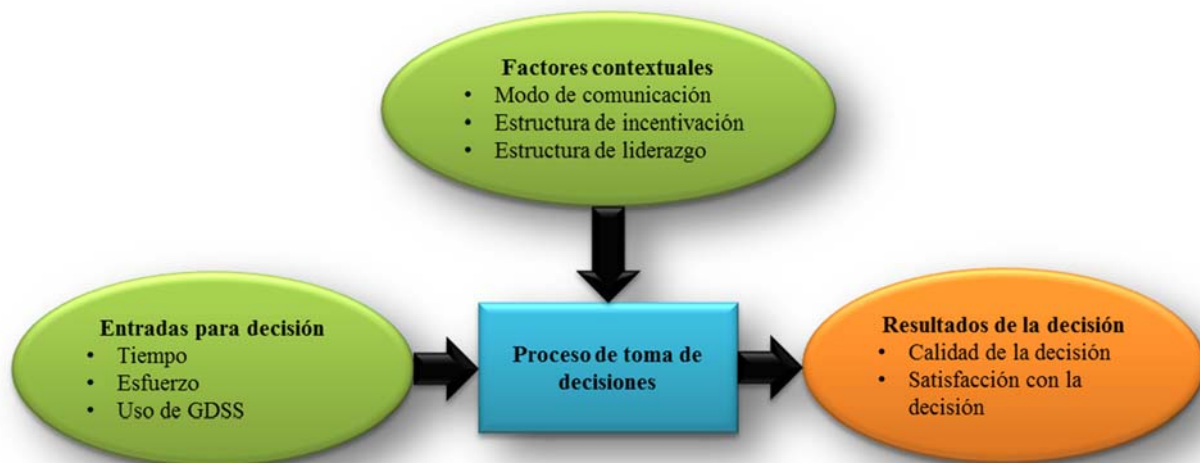 Factores contextuales
• Modo de comunicación
• Estructura de incentivación
• Estructura de liderazgo
Entradas para decisión
• Tiempo
• Esfuerzo
• Uso de GDSS
Proceso de toma de
decisiones
Resultados de la decisión
• Calidad de la decisión
• Satisfacción con la
decisión